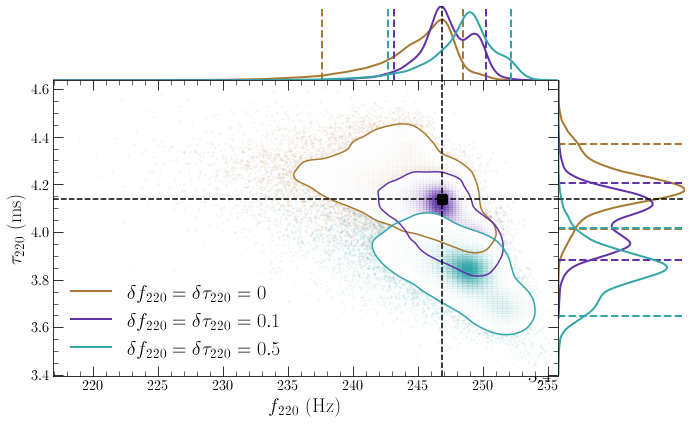 4.6
4.4
4.2
4.0
3.8
3.6
3.4
τ₂₂₀ (ms)
δf₂₂₀ = δτ₂₂₀ = 0
δf₂₂₀ = δτ₂₂₀ = 0.1
δf₂₂₀ = δτ₂₂₀ = 0.5
220 225 230 235 240 245 250 255
f₂₂₀ (Hz)